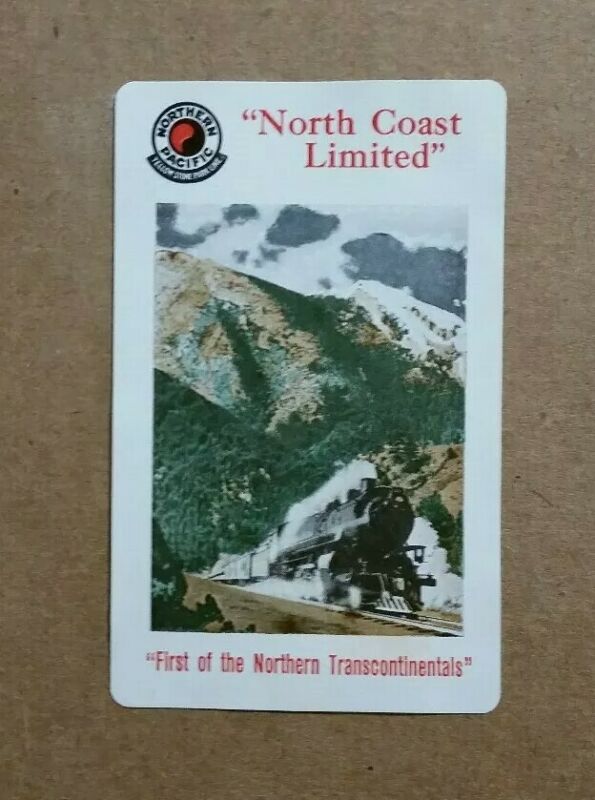 NORTHERN
PACIFIC
YELLOWSTONE PARK LINE
“North Coast
Limited”
“First of the Northern Transcontinentals”